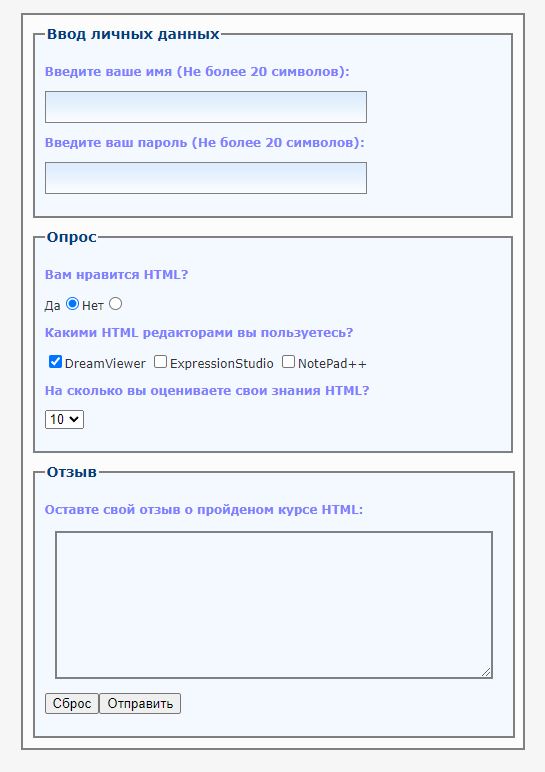 Ввод личных данных
Введите ваше имя (Не более 20 символов):
Введите ваш пароль (Не более 20 символов):
Опрос
Вам нравится HTML?
Да Нет
Какими HTML редакторами вы пользуетесь?
DreamViewer ExpressionStudio NotePad++
На сколько вы оцениваете свои знания HTML?
10
Отзыв
Оставте свой отзыв о пройденом курсе HTML:
Сброс Отправить